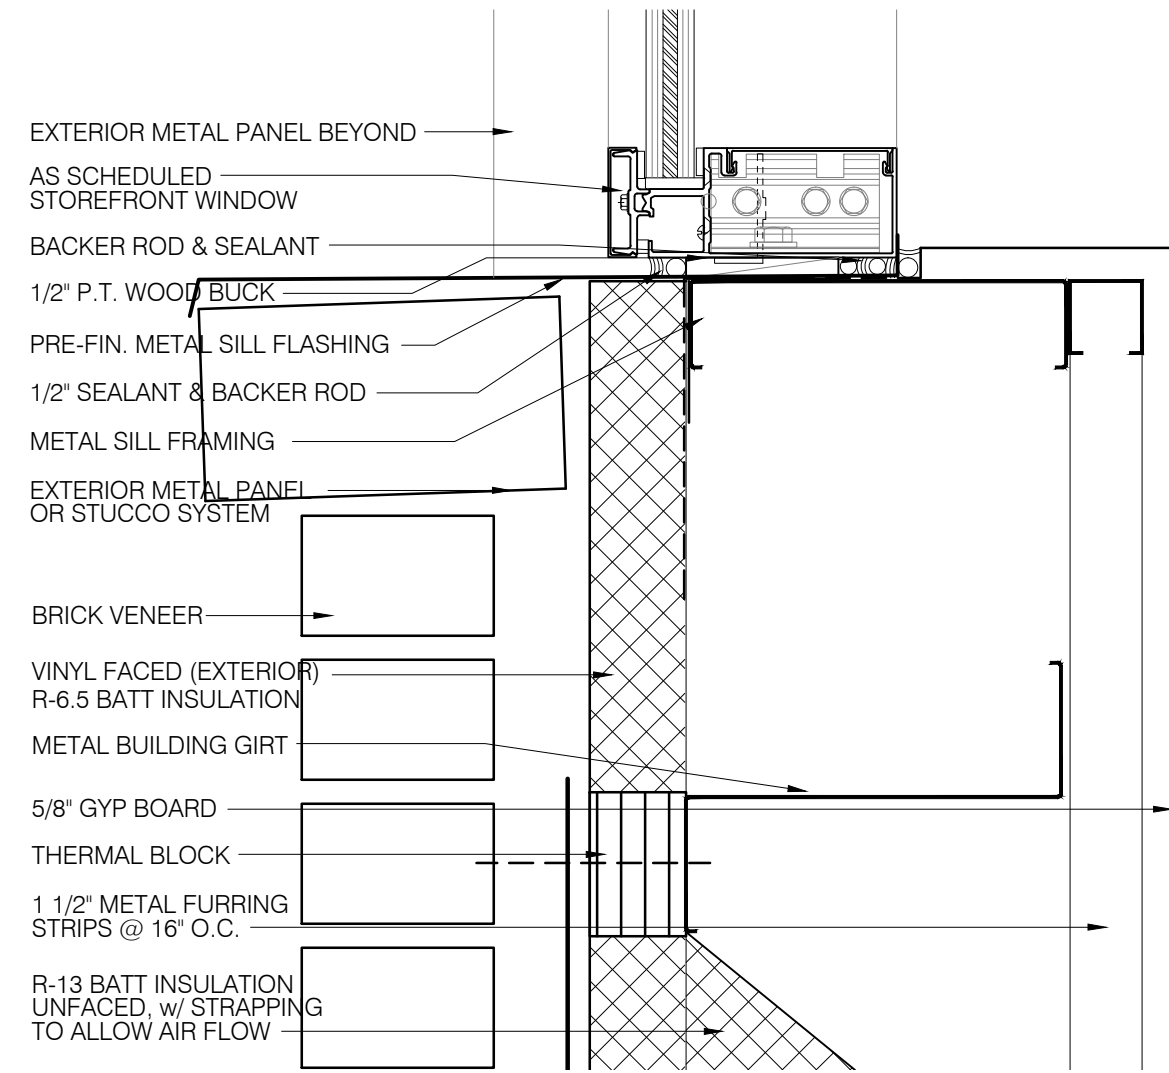 EXTERIOR METAL PANEL BEYOND
AS SCHEDULED
STOREFRONT WINDOW
BACKER ROD & SEALANT
1/2" P.T. WOOD BUCK
PRE-FIN. METAL SILL FLASHING
1/2" SEALANT & BACKER ROD
METAL SILL FRAMING
EXTERIOR METAL PANEL
OR STUCCO SYSTEM
BRICK VENEER
VINYL FACED (EXTERIOR)
R-6.5 BATT INSULATION
METAL BUILDING GIRT
5/8" GYP BOARD
THERMAL BLOCK
1 1/2" METAL FURRING
STRIPS @ 16" O.C.
R-13 BATT INSULATION
UNFACED, w/ STRAPPING
TO ALLOW AIR FLOW